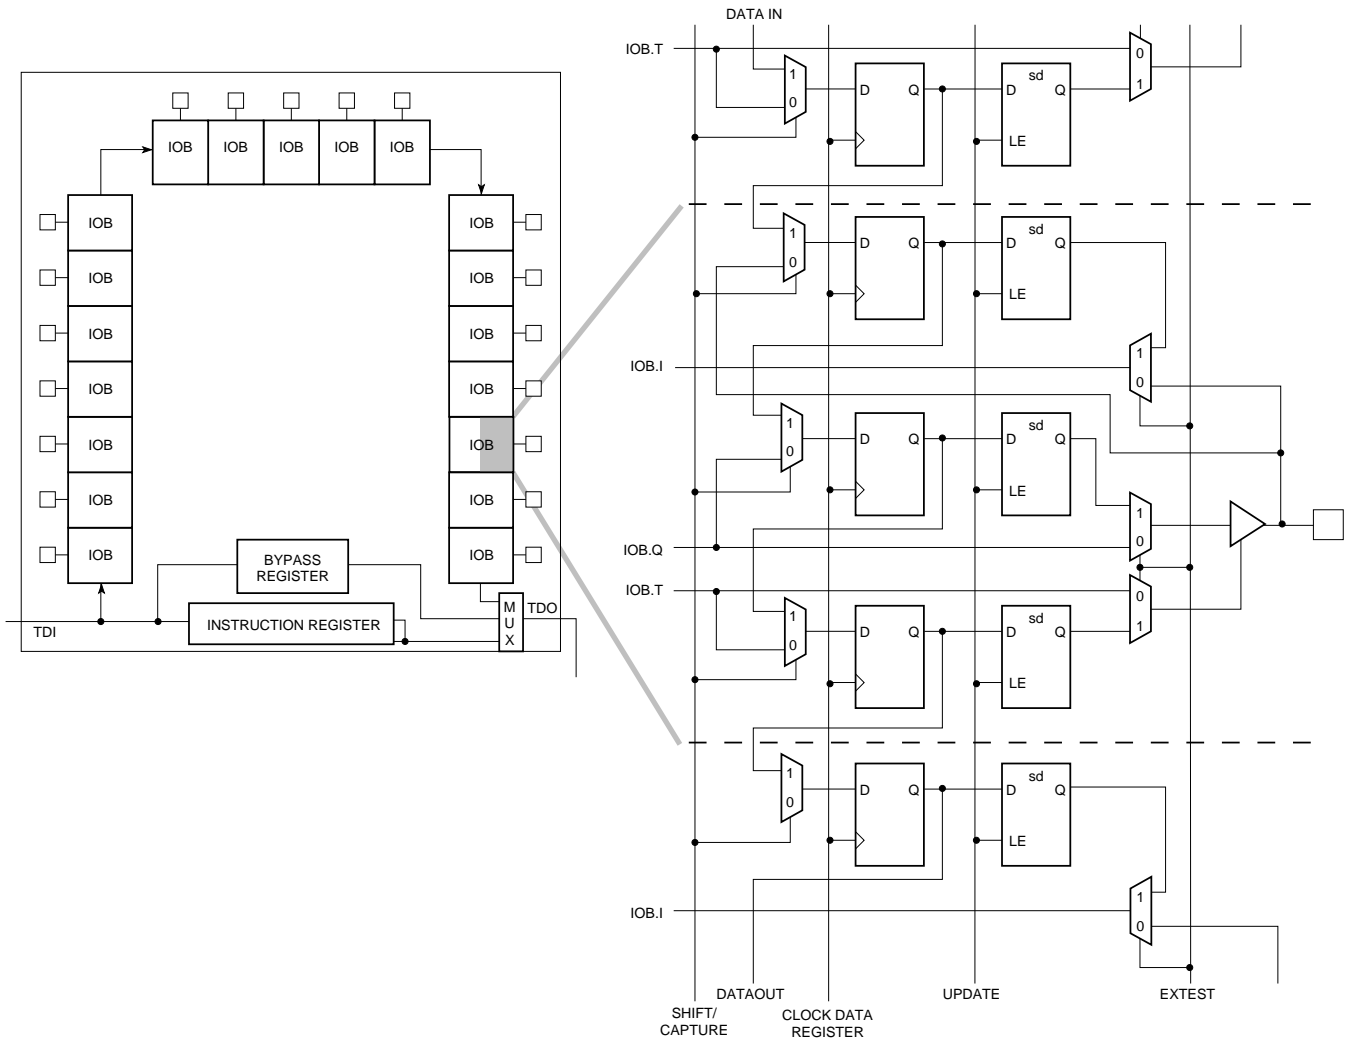 IOB IOB IOB IOB IOB
IOB
IOB
IOB
IOB
IOB
IOB
IOB
IOB
IOB
IOB
IOB
IOB
IOB
IOB
BYPASS
REGISTER
INSTRUCTION REGISTER
TDI
M
U
X
TDO
DATA IN
IOB.T
1
0
D Q
D sd Q
LE
0
1
1
0
D Q
D sd Q
LE
IOB.I
1
0
1
0
D Q
D sd Q
LE
1
0
IOB.Q
IOB.T
0
1
1
0
D Q
D sd Q
LE
1
0
D Q
D sd Q
LE
IOB.I
1
0
SHIFT/
CAPTURE
DATAOUT
CLOCK DATA
REGISTER
UPDATE
EXTEST